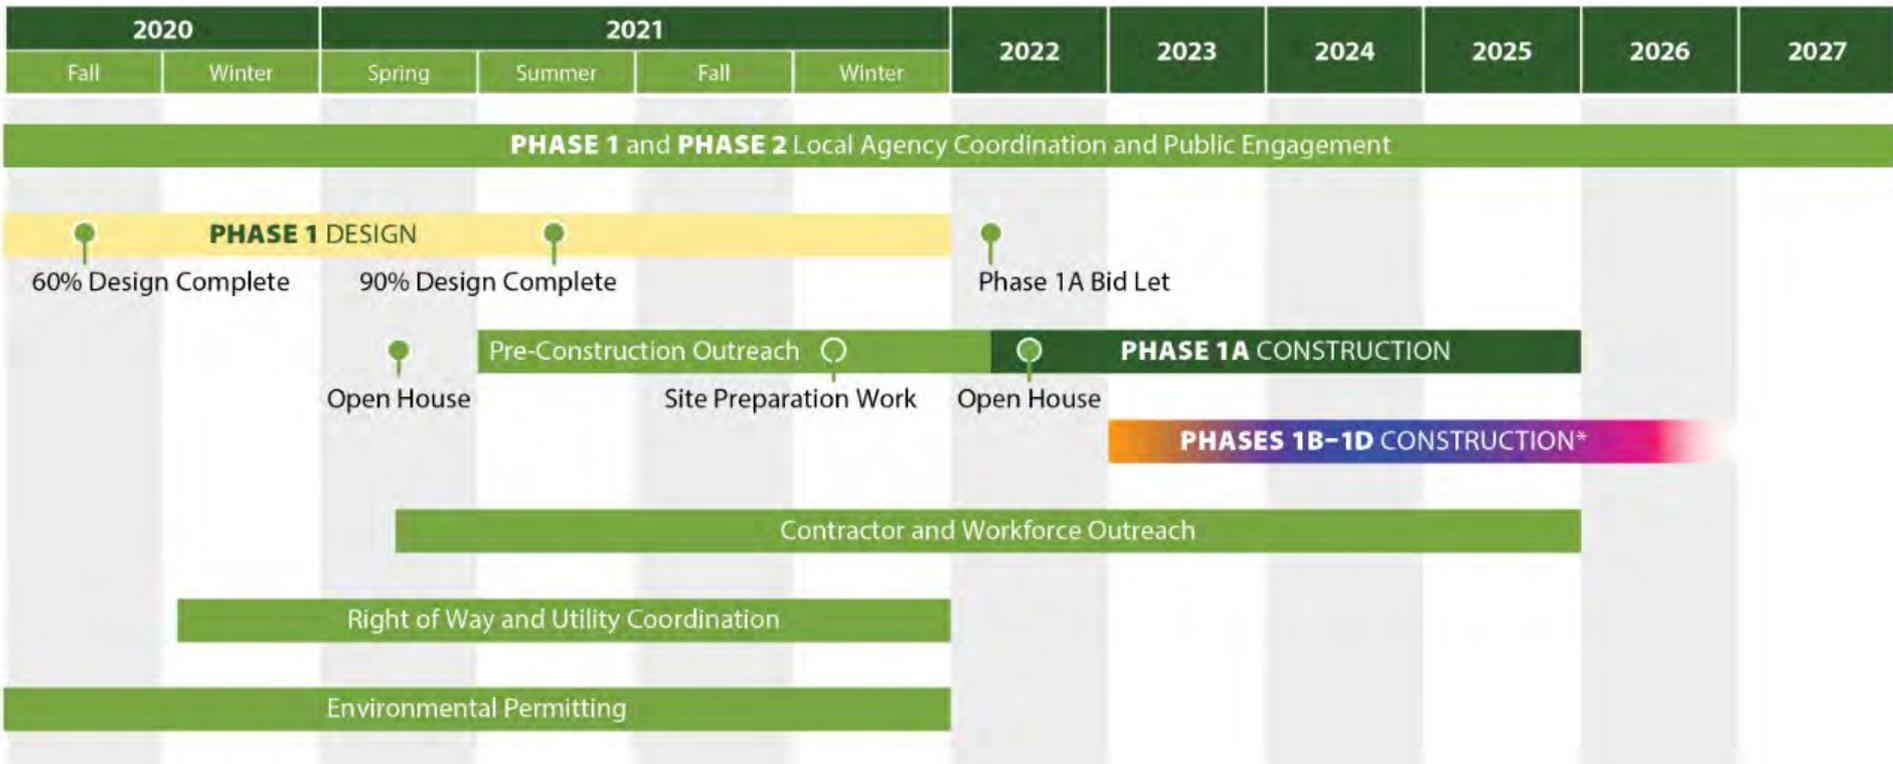 2020 2021 2022 2023 2024 2025 2026 2027
Fall Winter Spring Summer Fall Winter
PHASE 1 and PHASE 2 Local Agency Coordination and Public Engagement
PHASE 1 DESIGN
60% Design Complete 90% Design Complete Phase 1A Bid Let
Pre-Construction Outreach PHASE 1A CONSTRUCTION
Open House Site Preparation Work Open House
PHASES 1B–1D CONSTRUCTION*
Contractor and Workforce Outreach
Right of Way and Utility Coordination
Environmental Permitting